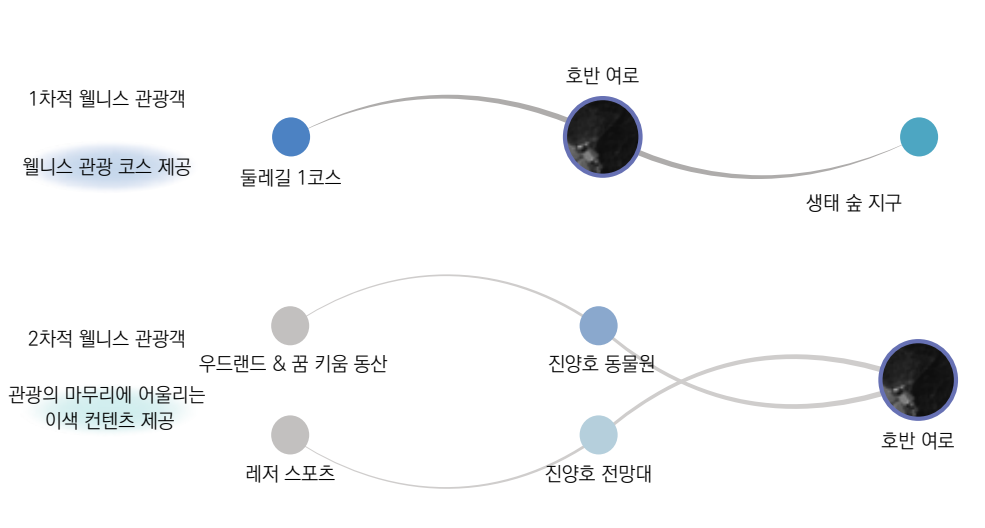 호반 여로
1차적 웰니스 관광객
웰니스 관광 코스 제공
둘레길 1코스
생태 숲 지구
2차적 웰니스 관광객
우드랜드 & 꿈 키움 동산
진양호 동물원
관광의 마무리에 어울리는
이색 컨텐츠 제공
호반 여로
레저 스포츠
진양호 전망대